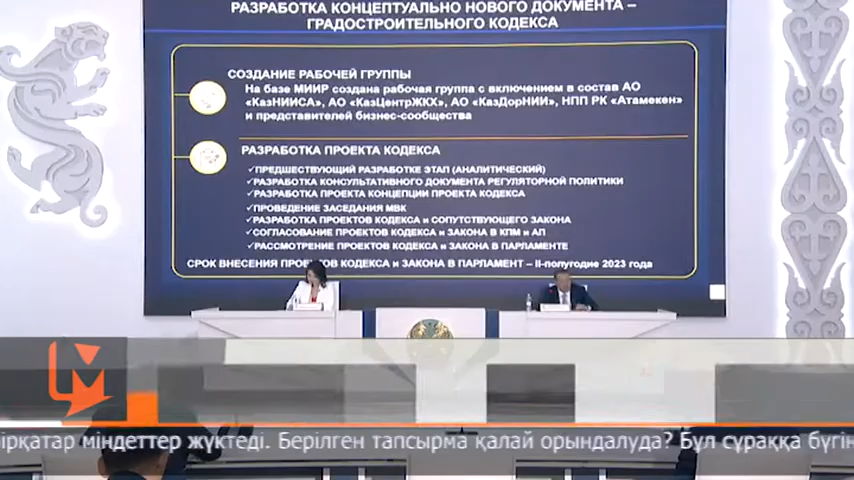 РАЗРАБОТКА КОНЦЕПТУАЛЬНО НОВОГО ДОКУМЕНТА –
ГРАДОСТРОИТЕЛЬНОГО КОДЕКСА
СОЗДАНИЕ РАБОЧЕЙ ГРУППЫ
На базе МИИР создана рабочая группа с включением в состав АО
«КазНИИСА», АО «КазЦентрЖКХ», АО «КазДорНИИ», НПП РК «Атамекен»
и представителей бизнес-сообщества
РАЗРАБОТКА ПРОЕКТА КОДЕКСА
✓ПРЕДШЕСТВУЮЩИЙ РАЗРАБОТКЕ ЭТАП (АНАЛИТИЧЕСКИЙ)
✓РАЗРАБОТКА КОНСУЛЬТАТИВНОГО ДОКУМЕНТА РЕГУЛЯТОРНОЙ ПОЛИТИКИ
✓РАЗРАБОТКА ПРОЕКТА КОНЦЕПЦИИ ПРОЕКТА КОДЕКСА
✓ПРОВЕДЕНИЕ ЗАСЕДАНИЯ МВК
✓РАЗРАБОТКА ПРОЕКТОВ КОДЕКСА и СОПУТСТВУЮЩЕГО ЗАКОНА
✓СОГЛАСОВАНИЕ ПРОЕКТОВ КОДЕКСА и ЗАКОНА В КПМ и АП
✓РАССМОТРЕНИЕ ПРОЕКТОВ КОДЕКСА и ЗАКОНА В ПАРЛАМЕНТЕ
СРОК ВНЕСЕНИЯ ПРОЕКТОВ КОДЕКСА и ЗАКОНА В ПАРЛАМЕНТ – II-полугодие 2023 года
ірқатар міндеттер жүктеді. Берілген тапсырма қалай орындалуда? Бұл сұраққа бүгін